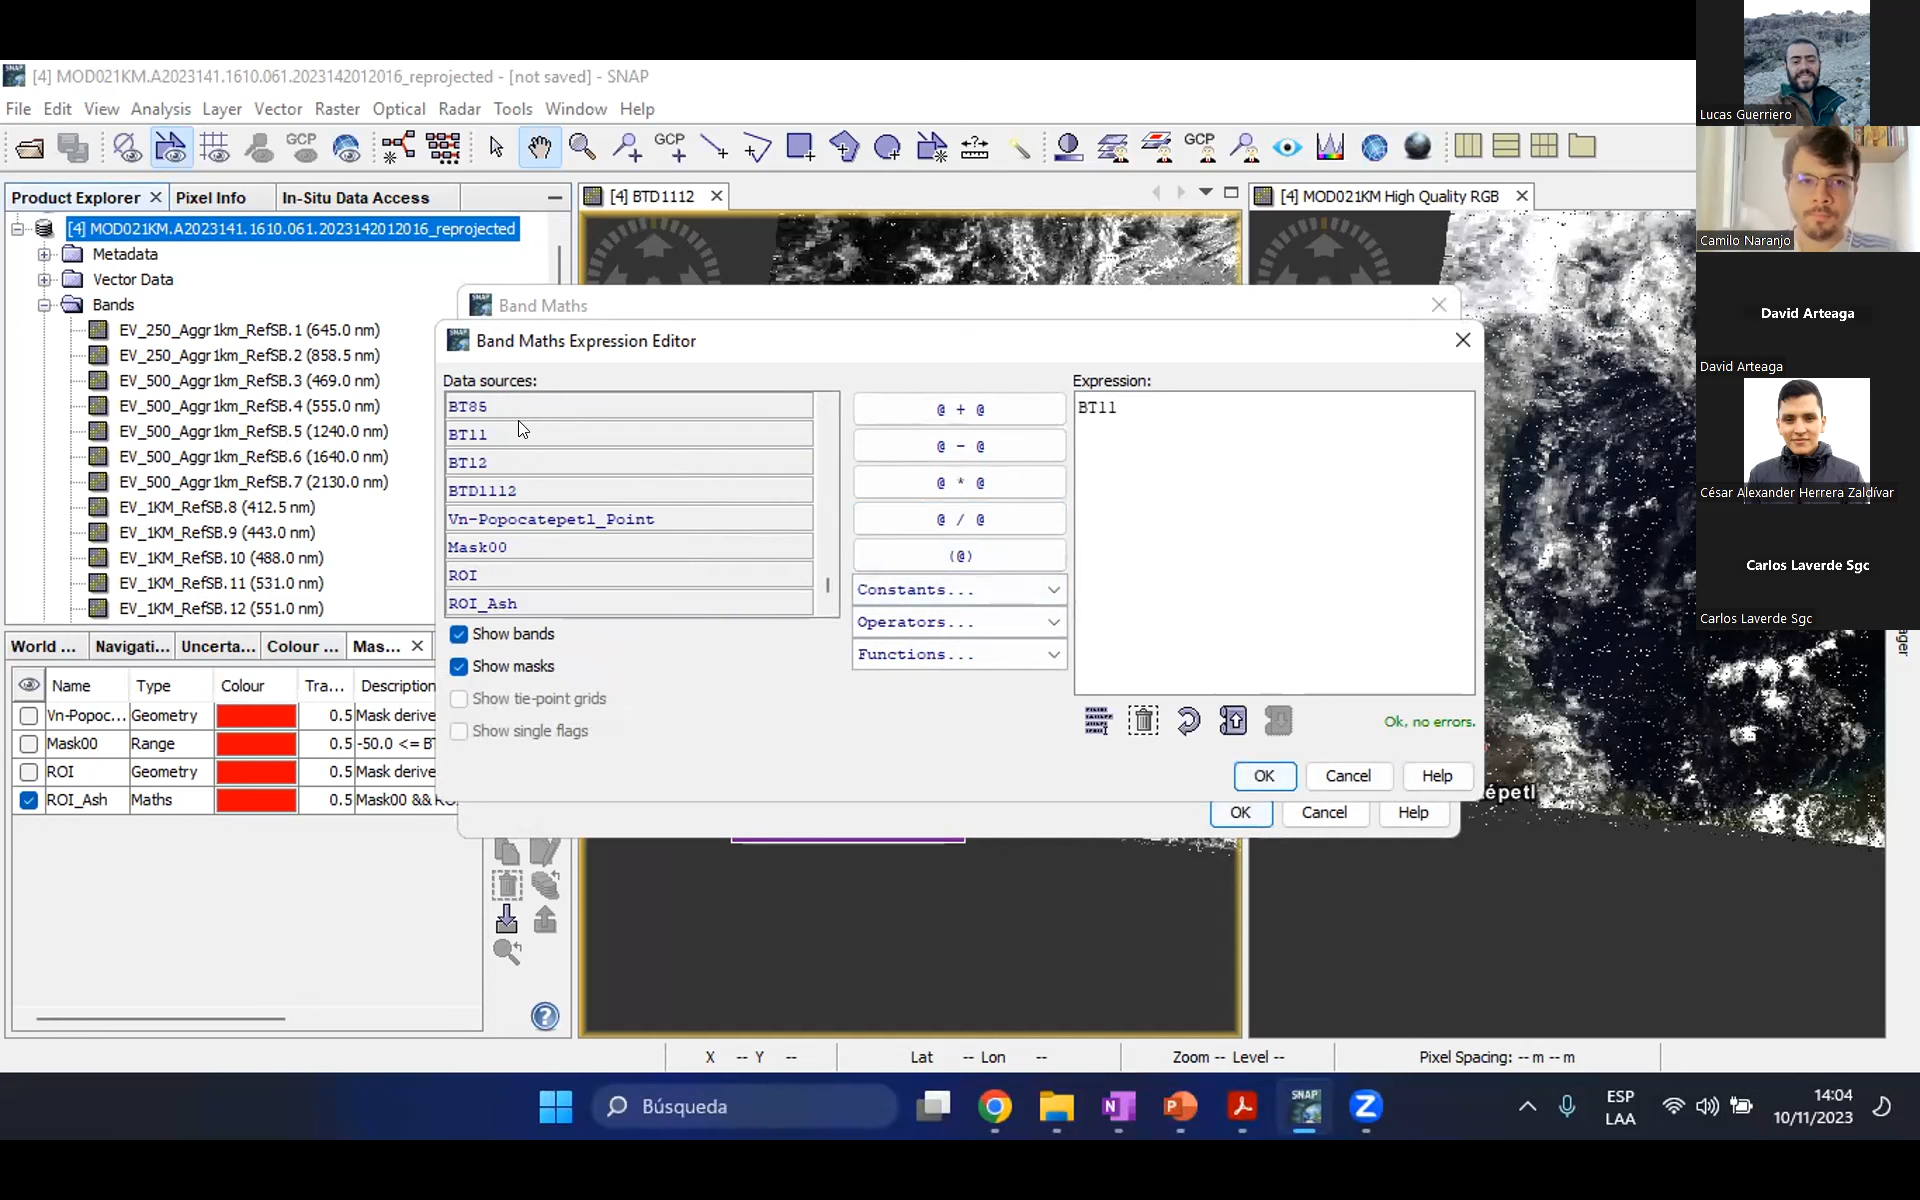 [4] MOD021KM.A2023141.1610.061.2023142012016_reprojected - [not saved] - SNAP
File Edit View Analysis Layer Vector Raster Optical Radar Tools Window Help
GCP GCP GCP
Product Explorer Pixel Info In-Situ Data Access
[4] BTD1112
[4] MOD021KM High Quality RGB
[4] MOD021KM.A2023141.1610.061.2023142012016_reprojected
Metadata
Vector Data
Bands
EV_250_Aggr1km_RefSB.1 (645.0 nm)
EV_250_Aggr1km_RefSB.2 (858.5 nm)
EV_500_Aggr1km_RefSB.3 (469.0 nm)
EV_500_Aggr1km_RefSB.4 (555.0 nm)
EV_500_Aggr1km_RefSB.5 (1240.0 nm)
EV_500_Aggr1km_RefSB.6 (1640.0 nm)
EV_500_Aggr1km_RefSB.7 (2130.0 nm)
EV_1KM_RefSB.8 (412.5 nm)
EV_1KM_RefSB.9 (443.0 nm)
EV_1KM_RefSB.10 (488.0 nm)
EV_1KM_RefSB.11 (531.0 nm)
EV_1KM_RefSB.12 (551.0 nm)
World ... Navigati... Uncerta... Colour ... Mas...
Name Type Colour Tra... Description
Vn-Popoc... Geometry 0.5 Mask derive
Mask00 Range 0.5 -50.0 <= BT
ROI Geometry 0.5 Mask derive
ROI_Ash Maths 0.5 Mask00 && RO
Band Maths
Band Maths Expression Editor
Data sources:
BT85
BT11
BT12
BTD1112
Vn-Popocatepetl_Point
Mask00
ROI
ROI_Ash
Show bands
Show masks
Show tie-point grids
Show single flags
@ + @
@ - @
@ * @
@ / @
(@)
Constants...
Operators...
Functions...
Expression:
BT11
Ok, no errors.
OK Cancel Help
OK Cancel Help
épetl
ager
X -- Y -- Lat -- Lon -- Zoom -- Level -- Pixel Spacing: -- m -- m
Búsqueda
SNAP
ESP
LAA
14:04
10/11/2023
Lucas Guerriero
Camilo Naranjo
David Arteaga
David Arteaga
César Alexander Herrera Zaldívar
Carlos Laverde Sgc
Carlos Laverde Sgc